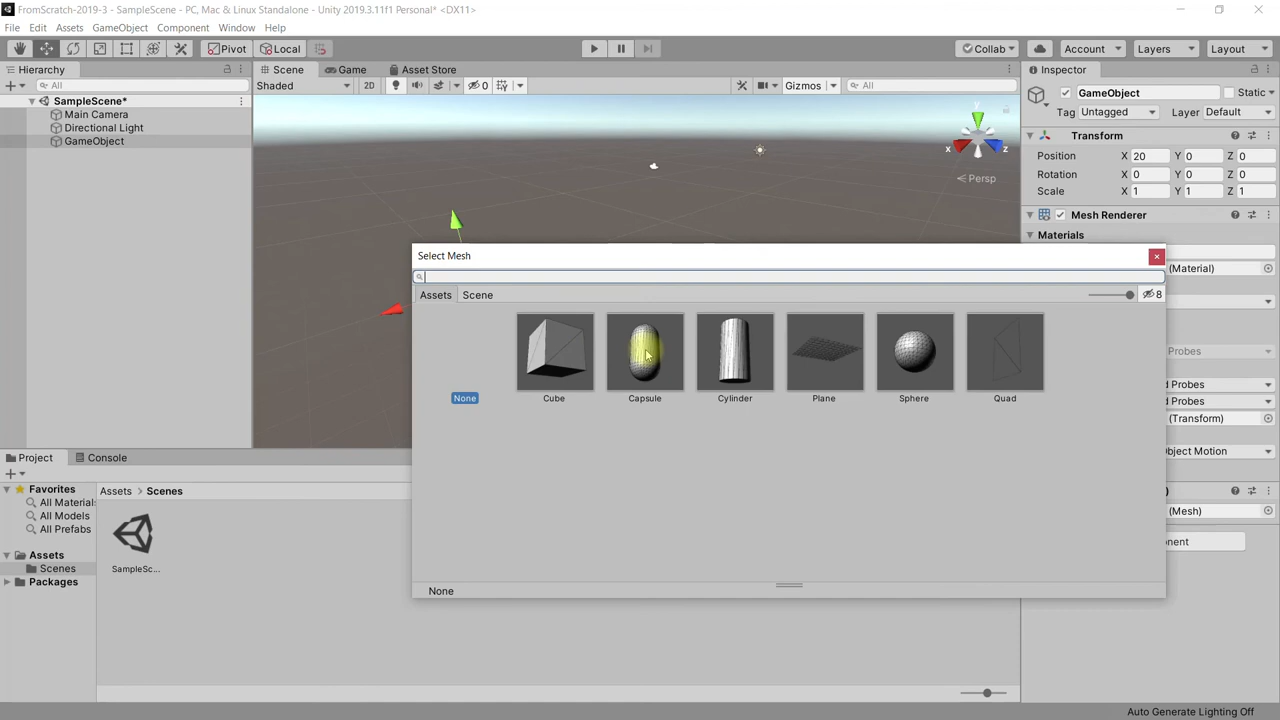 FromScratch-2019-3 - SampleScene - PC, Mac & Linux Standalone - Unity 2019.3.11f1 Personal* <DX11>
File Edit Assets GameObject Component Window Help
Pivot Local Collab Account Layers Layout
Hierarchy
All
SampleScene*
Main Camera
Directional Light
GameObject
Scene Game Asset Store
Shaded 2D 0 Gizmos All
y
x z
Persp
Inspector
GameObject Static
Tag Untagged Layer Default
Transform
Position X 20 Y 0 Z 0
Rotation X 0 Y 0 Z 0
Scale X 1 Y 1 Z 1
Mesh Renderer
Materials
(Material)
Probes
d Probes
d Probes
(Transform)
bject Motion
)
(Mesh)
onent
Select Mesh
Assets Scene 8
None Cube Capsule Cylinder Plane Sphere Quad
None
Project Console
Favorites
All Material
All Models
All Prefabs
Assets
Scenes
Packages
Assets > Scenes
SampleSc...
Auto Generate Lighting Off